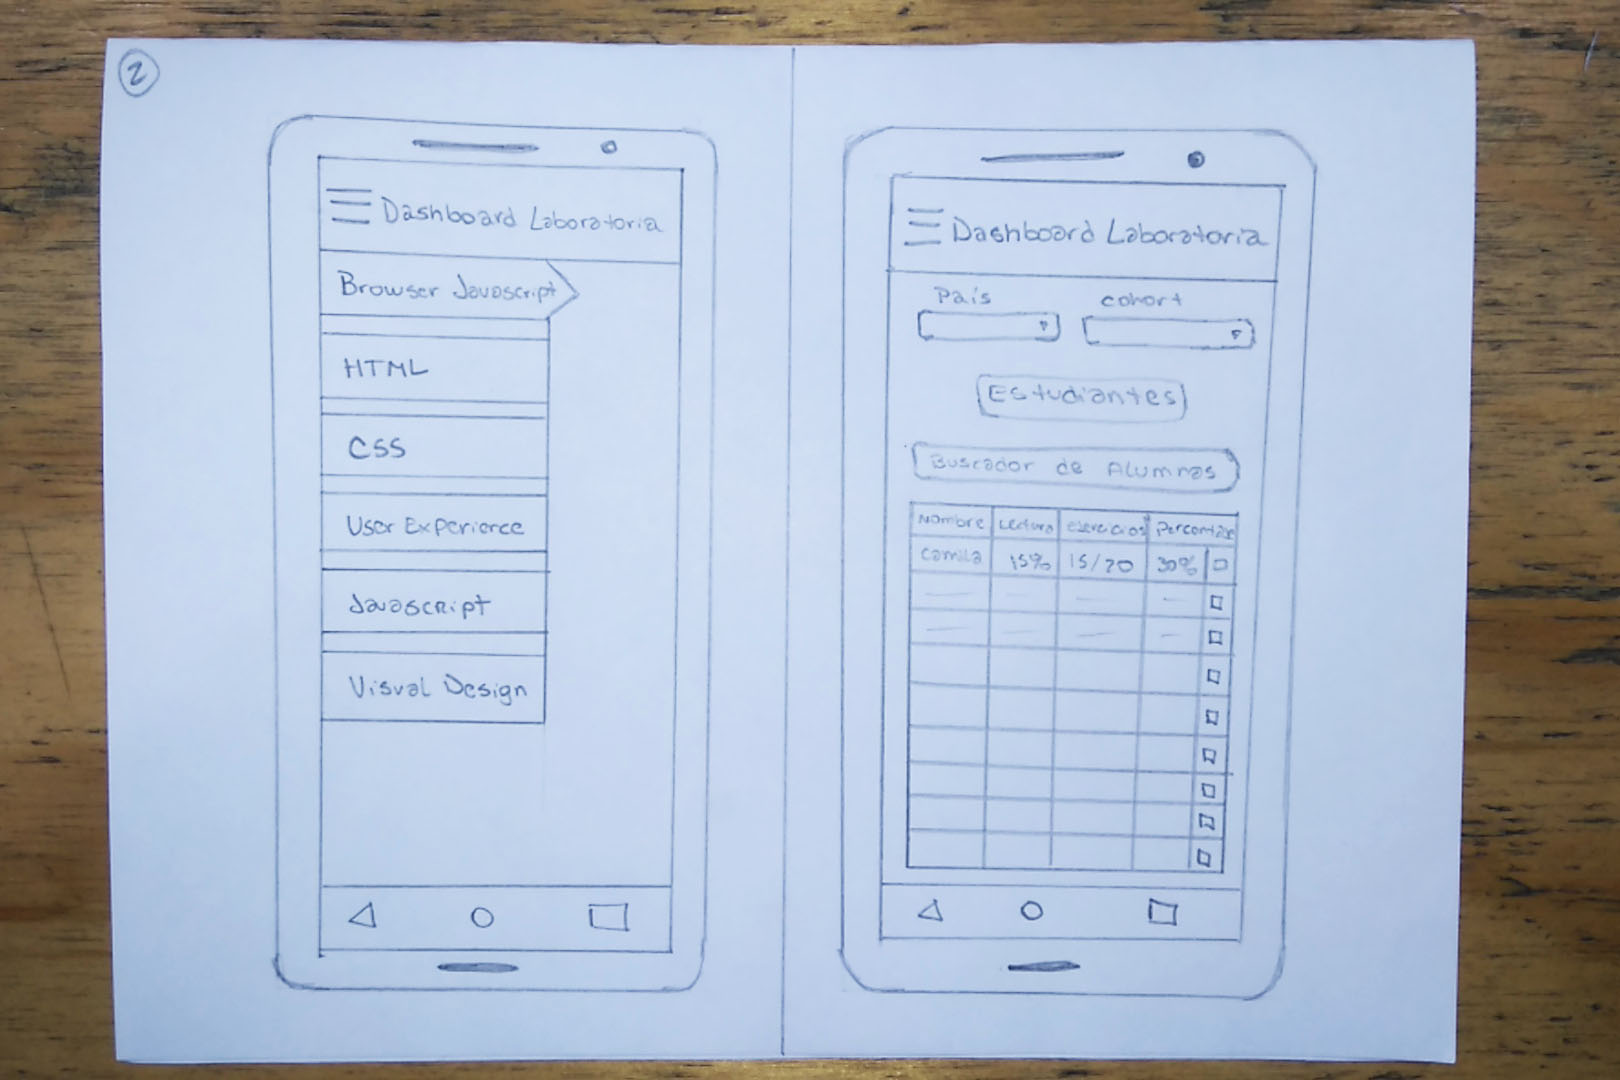 2
Dashboard Laboratoria
Browser Javascript
HTML
CSS
User Experience
Javascript
Visual Design
Dashboard Laboratoria
País cohort
Estudiantes
Buscador de Alumnas
Nombre Lectura ejercicios
Camila 15% 15/20 30%